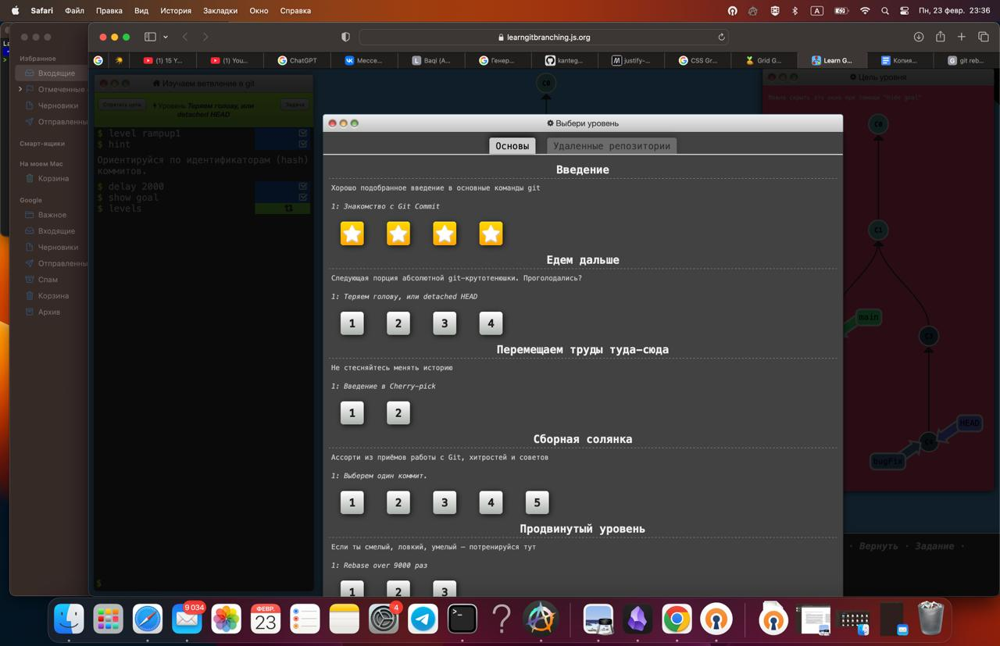 Safari Файл Правка Вид История Закладки Окно Справка
A
Пн, 23 февр. 23:36
learngitbranching.js.org
(1) 15 Y...
(1) You...
ChatGPT
Мессе...
Baqi (A...
Генер...
kanteg...
justify-...
CSS Gr...
Grid G...
Learn G...
Копия...
git reb...
Избранное
Входящие
Отмеченные
Черновики
Отправленны
Смарт-ящики
На моем Mac
Корзина
Google
Важное
Входящие
Черновики
Отправленны
Спам
Корзина
Архив
Изучаем ветвление в git
Спрятать цель
Уровень Теряем голову, или detached HEAD
Задача
$ level rampup1
$ hint
Ориентируйся по идентификаторам (hash)
коммитов.
$ delay 2000
$ show goal
$ levels
$
C0
Выбери уровень
Основы
Удаленные репозитории
Введение
Хорошо подобранное введение в основные команды git
1: Знакомство с Git Commit
Едем дальше
Следующая порция абсолютной git-крутотенюшки. Проголодались?
1: Теряем голову, или detached HEAD
1 2 3 4
Перемещаем труды туда-сюда
Не стесняйтесь менять историю
1: Введение в Cherry-pick
1 2
Сборная солянка
Ассорти из приёмов работы с Git, хитростей и советов
1: Выберем один коммит.
1 2 3 4 5
Продвинутый уровень
Если ты смелый, ловкий, умелый – потренируйся тут
1: Rebase over 9000 раз
1 2 3
Цель уровня
Можно скрыть это окно при помощи "hide goal"
C0
C1
main
C3
HEAD
C4
bugFix
· Вернуть · Задание ·
9 034
ФЕВР.
23
4